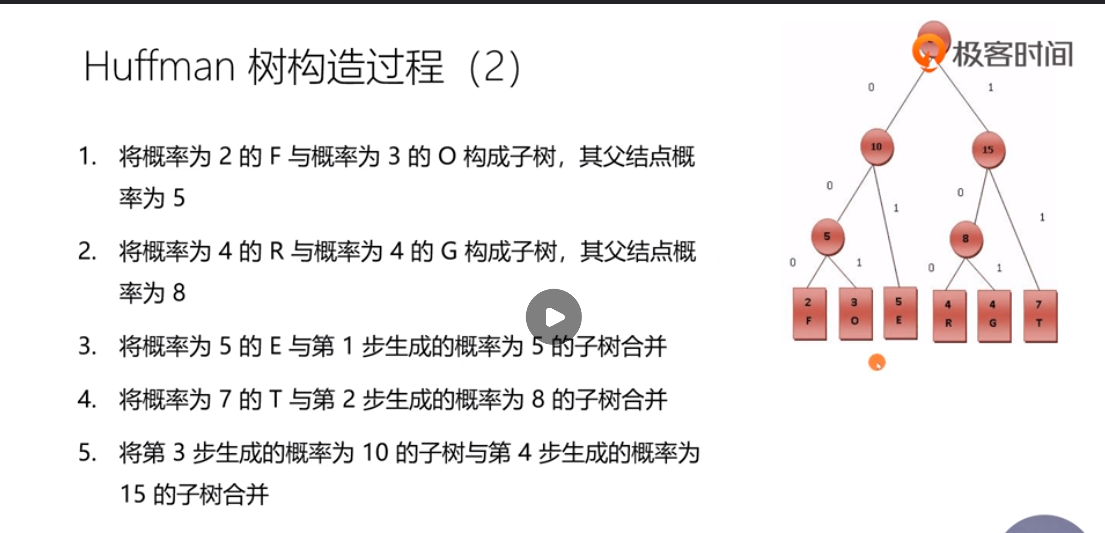 Huffman 树构造过程（2）
极客时间
1. 将概率为 2 的 F 与概率为 3 的 O 构成子树，其父结点概
率为 5
2. 将概率为 4 的 R 与概率为 4 的 G 构成子树，其父结点概
率为 8
3. 将概率为 5 的 E 与第 1 步生成的概率为 5 的子树合并
4. 将概率为 7 的 T 与第 2 步生成的概率为 8 的子树合并
5. 将第 3 步生成的概率为 10 的子树与第 4 步生成的概率为
15 的子树合并
0 1
10 15
0 1 0 1
5 8
0 1 0 1
2 3 5 4 4 7
F O E R G T